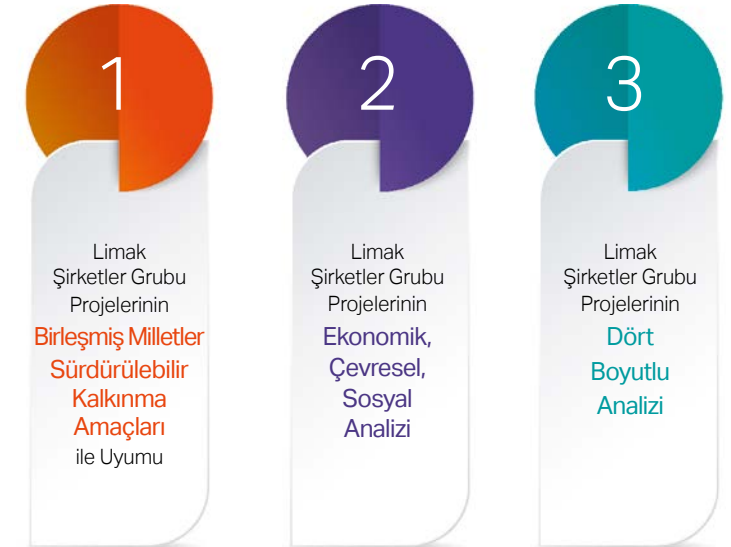 1
Limak
Şirketler Grubu
Projelerinin
Birleşmiş Milletler
Sürdürülebilir
Kalkınma
Amaçları
ile Uyumu
2
Limak
Şirketler Grubu
Projelerinin
Ekonomik,
Çevresel,
Sosyal
Analizi
3
Limak
Şirketler Grubu
Projelerinin
Dört
Boyutlu
Analizi